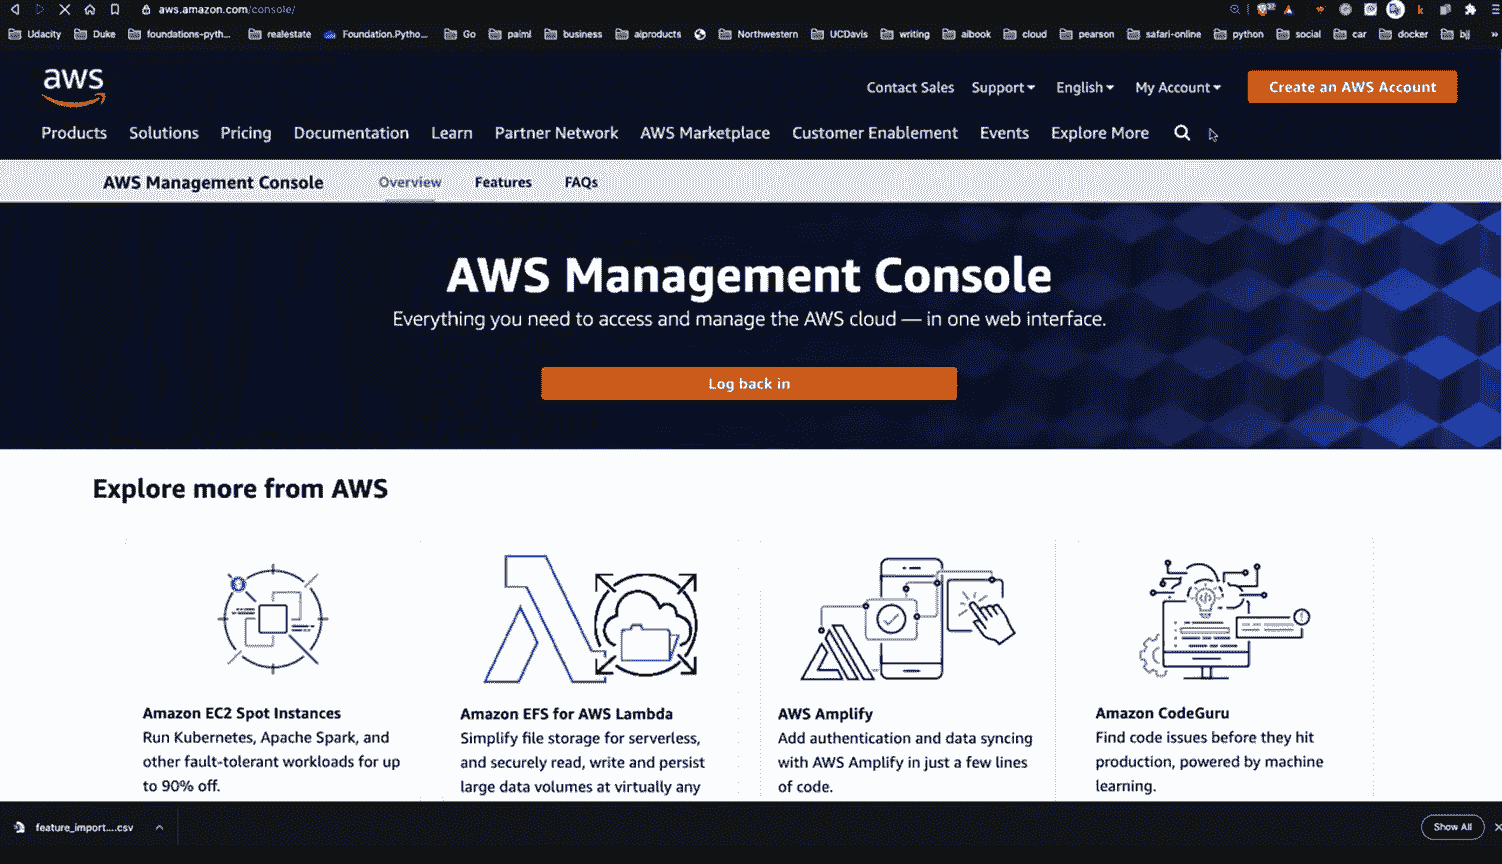 aws.amazon.com/console/
Udacity Duke foundations-pyth... realestate Foundation.Pytho... Go paiml business aiproducts Northwestern UCDavis writing aibook cloud pearson safari-online python social car docker bjj »
aws
Contact Sales Support English My Account Create an AWS Account
Products Solutions Pricing Documentation Learn Partner Network AWS Marketplace Customer Enablement Events Explore More
AWS Management Console Overview Features FAQs
AWS Management Console
Everything you need to access and manage the AWS cloud — in one web interface.
Log back in
Explore more from AWS
Amazon EC2 Spot Instances
Run Kubernetes, Apache Spark, and
other fault-tolerant workloads for up
to 90% off.
Amazon EFS for AWS Lambda
Simplify file storage for serverless,
and securely read, write and persist
large data volumes at virtually any
AWS Amplify
Add authentication and data syncing
with AWS Amplify in just a few lines
of code.
Amazon CodeGuru
Find code issues before they hit
production, powered by machine
learning.
feature_import....csv
Show All